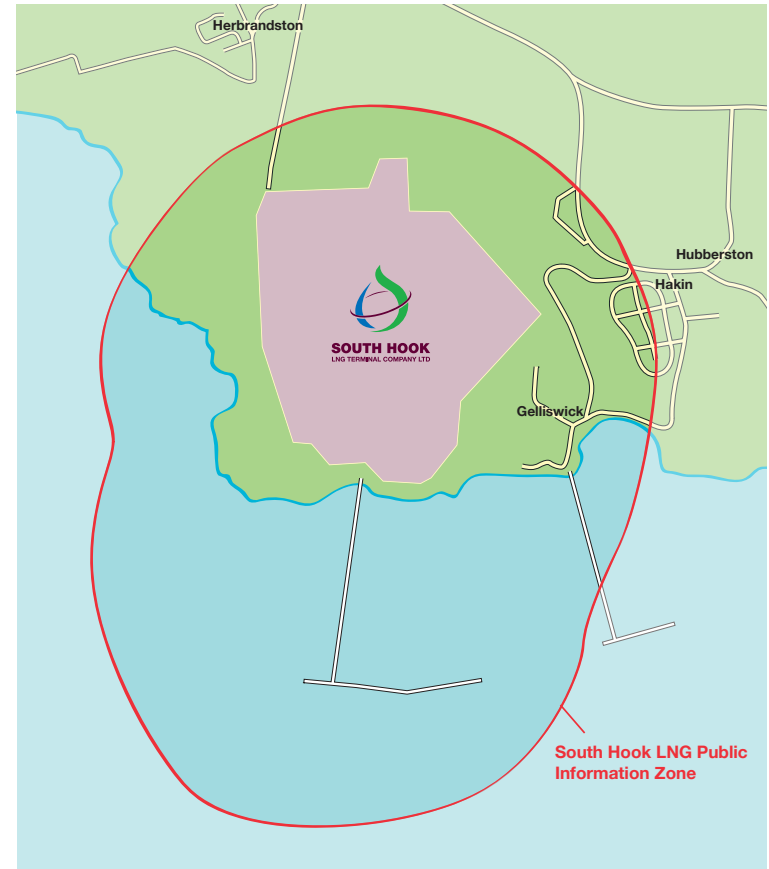 Herbrandston
Hubberston
Hakin
SOUTH HOOK
LNG TERMINAL COMPANY LTD
Gelliswick
South Hook LNG Public
Information Zone